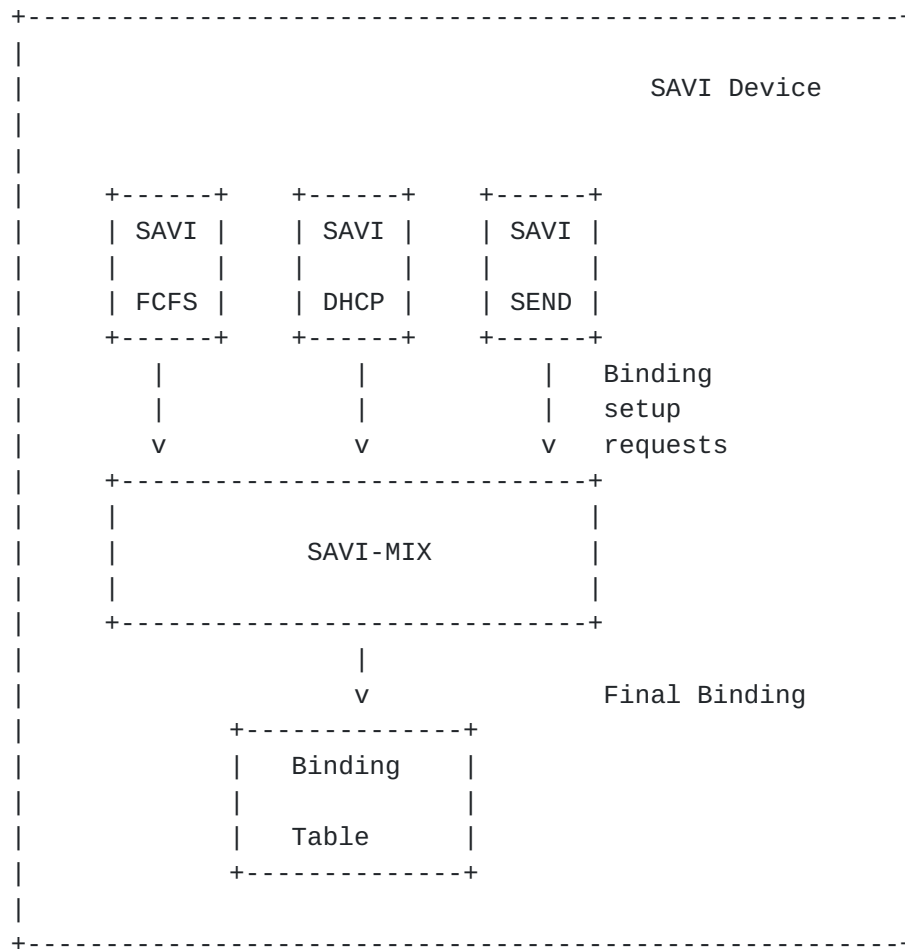 SAVI Device
SAVI SAVI SAVI
FCFS DHCP SEND
Binding
setup
requests
SAVI-MIX
Final Binding
Binding
Table